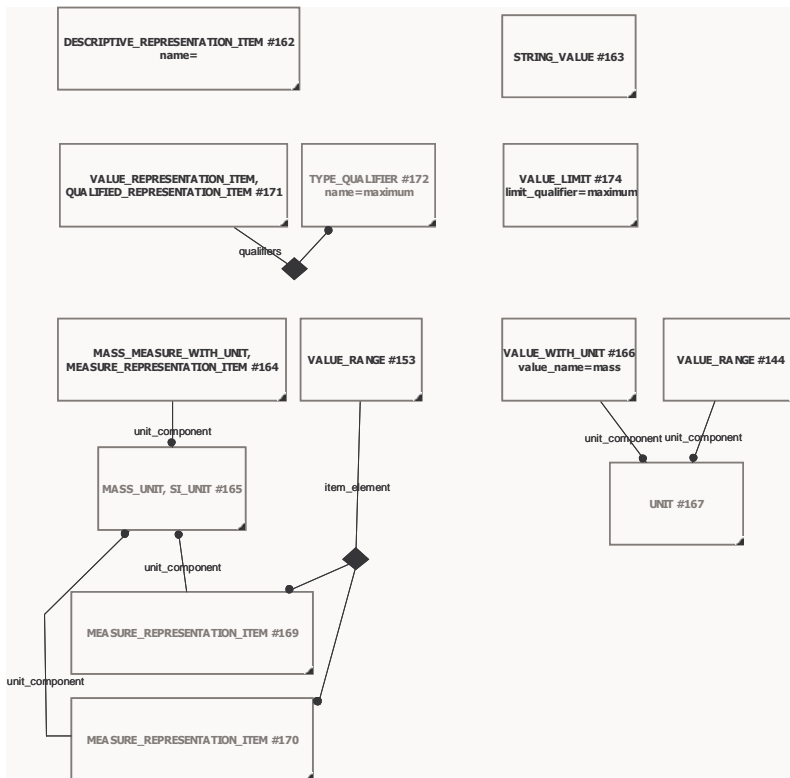 DESCRIPTIVE_REPRESENTATION_ITEM #162
name=
STRING_VALUE #163
VALUE_REPRESENTATION_ITEM,
QUALIFIED_REPRESENTATION_ITEM #171
TYPE_QUALIFIER #172
name=maximum
VALUE_LIMIT #174
limit_qualifier=maximum
qualifiers
MASS_MEASURE_WITH_UNIT,
MEASURE_REPRESENTATION_ITEM #164
VALUE_RANGE #153
VALUE_WITH_UNIT #166
value_name=mass
VALUE_RANGE #144
unit_component
unit_component
unit_component
MASS_UNIT, SI_UNIT #165
item_element
UNIT #167
unit_component
MEASURE_REPRESENTATION_ITEM #169
unit_component
MEASURE_REPRESENTATION_ITEM #170